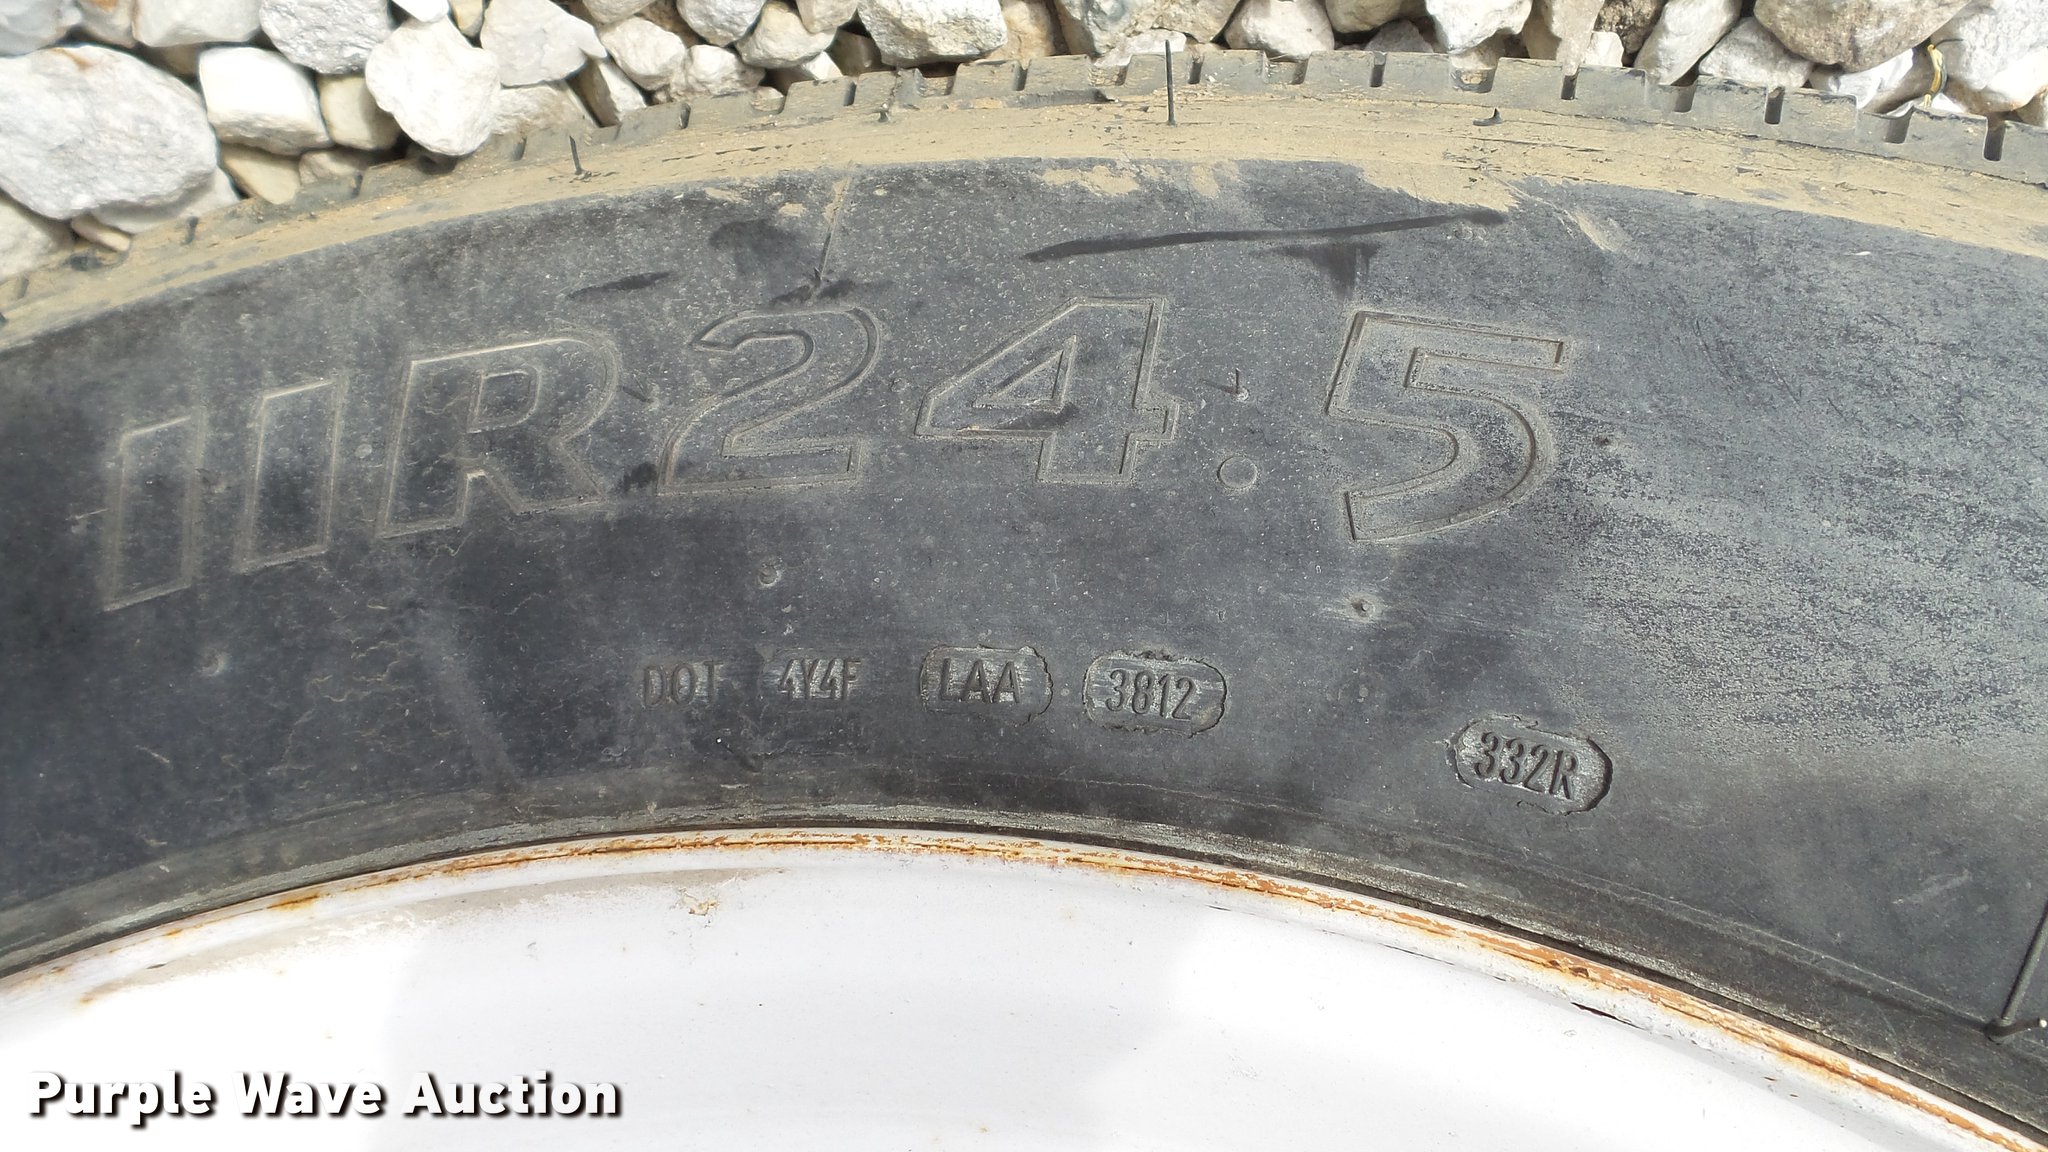 11R24.5
DOT 4Y4F LAA 3812
332R
Purple Wave Auction